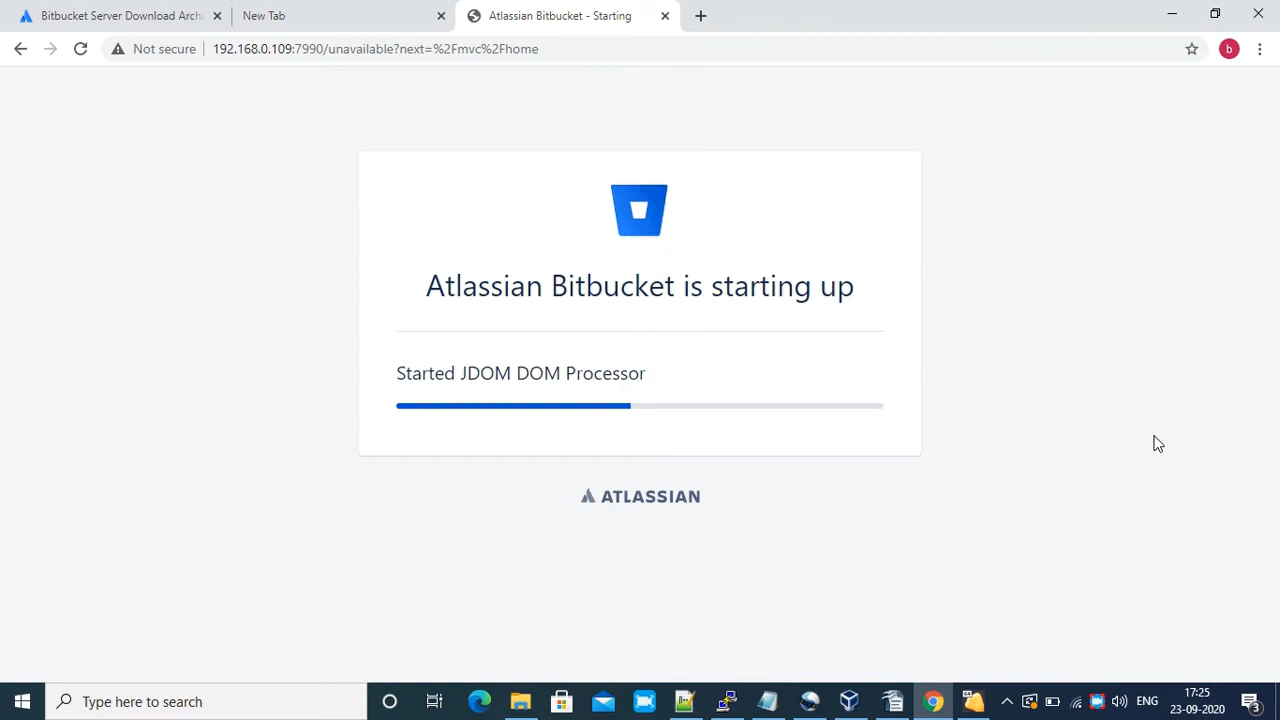 Bitbucket Server Download Archi
New Tab
Atlassian Bitbucket - Starting
Not secure
192.168.0.109:7990/unavailable?next=%2Fmvc%2Fhome
b
Atlassian Bitbucket is starting up
Started JDOM DOM Processor
ATLASSIAN
Type here to search
ENG
17:25
23-09-2020
3